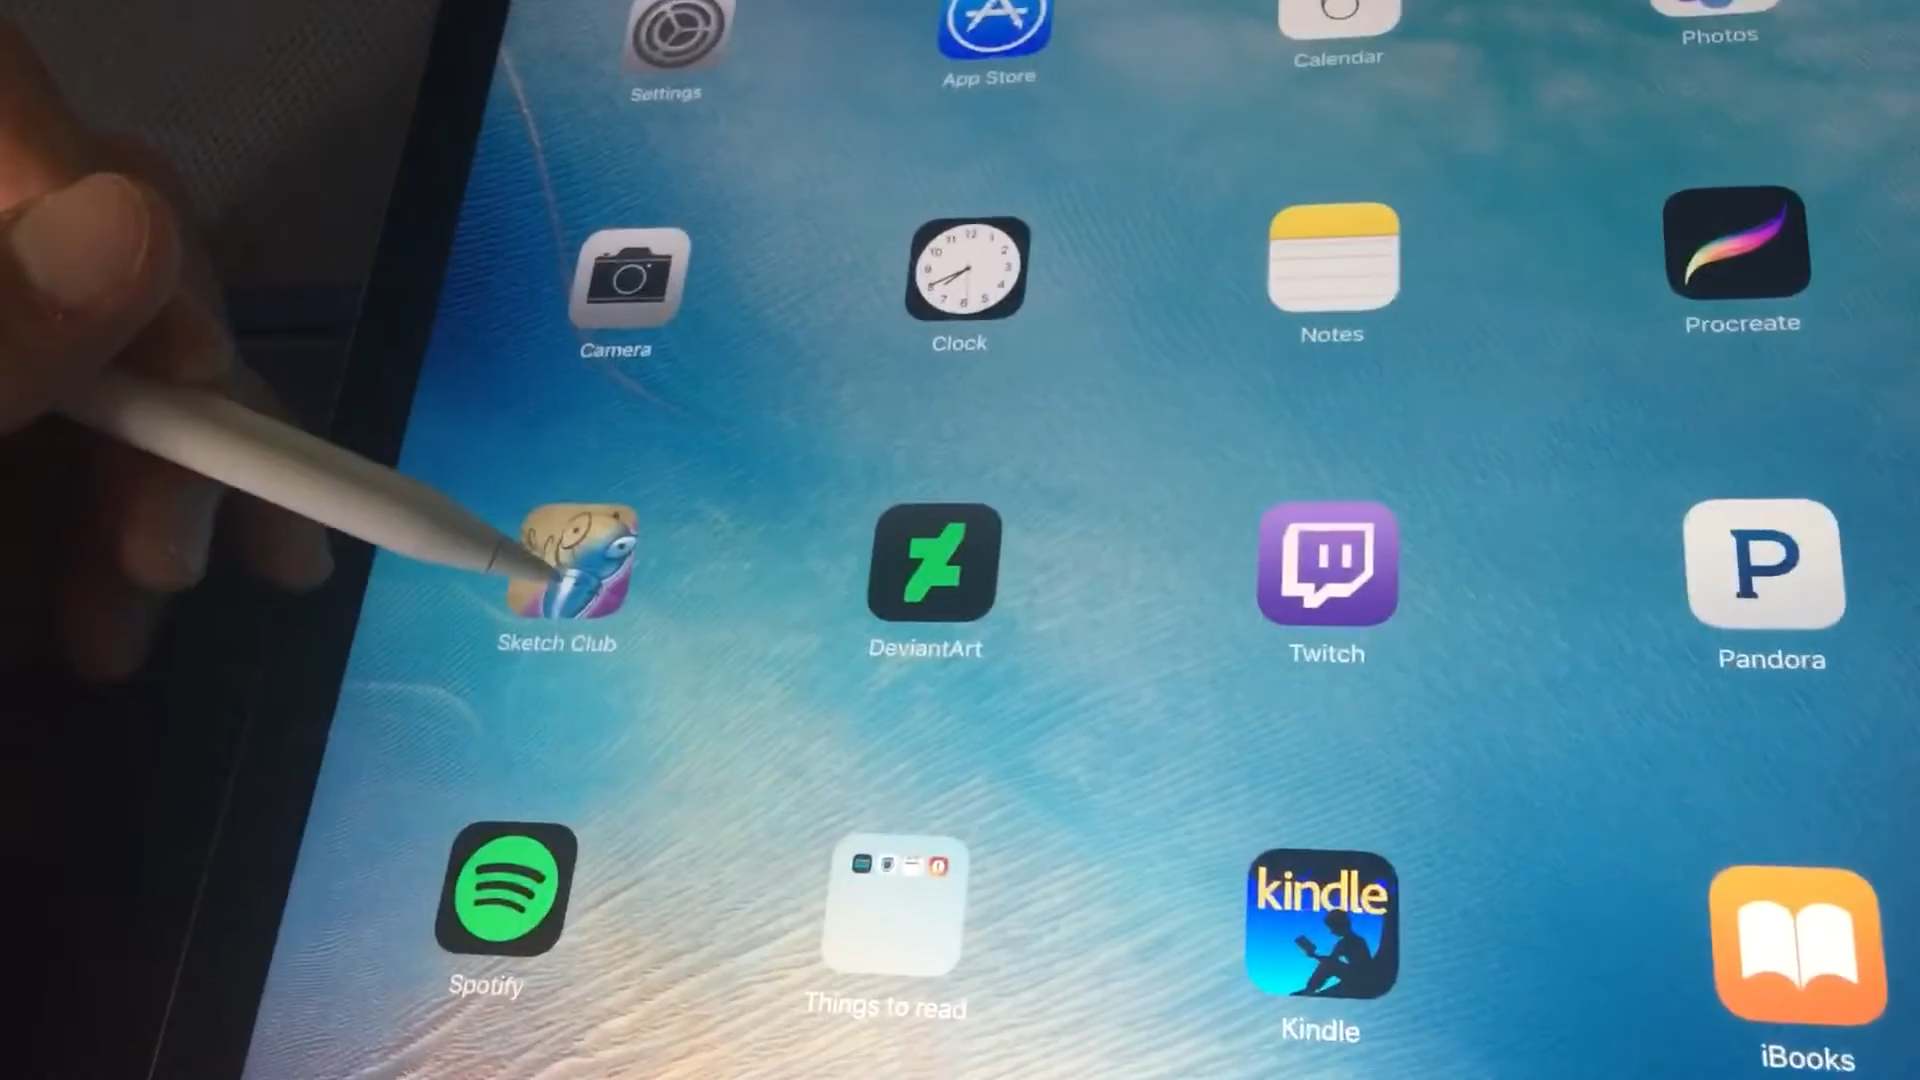 Settings
App Store
Calendar
Photos
Camera
Clock
Notes
Procreate
Sketch Club
DeviantArt
Twitch
P
Pandora
kindle
Spotify
Things to read
Kindle
iBooks